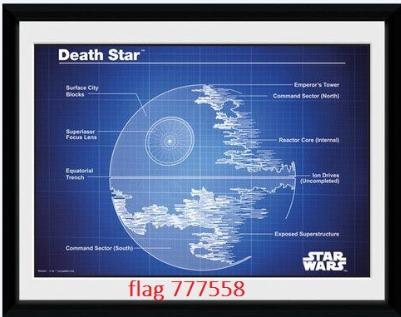 Death Star™
Surface City
Blocks
Superlaser
Focus Lens
Equatorial
Trench
Command Sector (South)
Emperor's Tower
Command Sector (North)
Reactor Core (Internal)
Ion Drives
(Uncompleted)
Exposed Superstructure
STAR
WARS
flag 777558